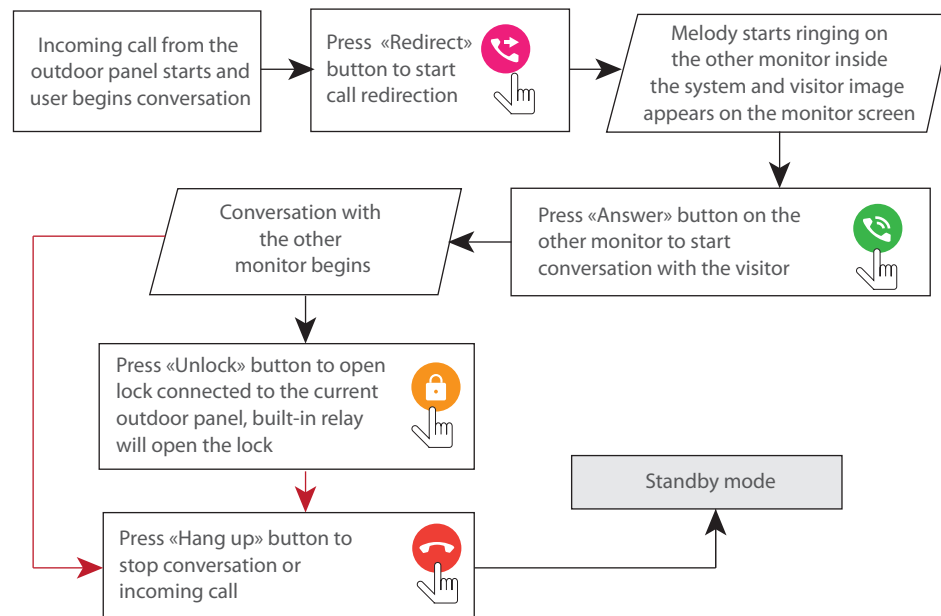 Incoming call from the
outdoor panel starts and
user begins conversation
Press «Redirect»
button to start
call redirection
Melody starts ringing on
the other monitor inside
the system and visitor image
appears on the monitor screen
Press «Answer» button on the
other monitor to start
conversation with the visitor
Conversation with
the other
monitor begins
Press «Unlock» button to open
lock connected to the current
outdoor panel, built-in relay
will open the lock
Press «Hang up» button to
stop conversation or
incoming call
Standby mode